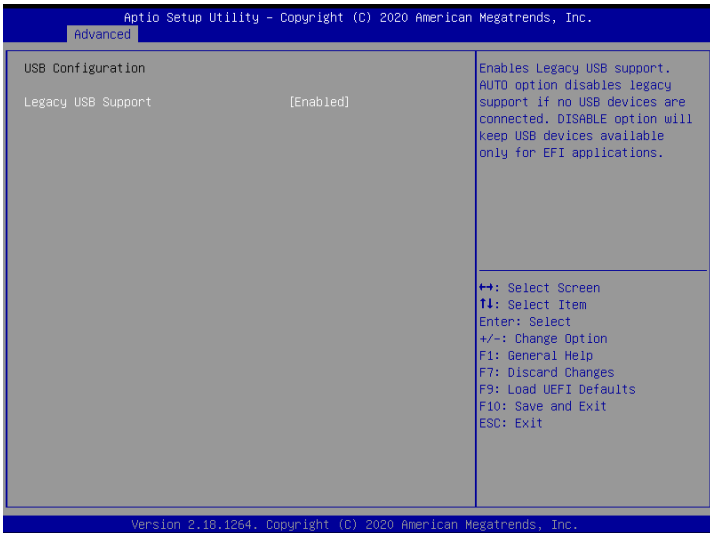 Aptio Setup Utility – Copyright (C) 2020 American Megatrends, Inc.
Advanced
USB Configuration
Legacy USB Support [Enabled]
Enables Legacy USB support.
AUTO option disables legacy
support if no USB devices are
connected. DISABLE option will
keep USB devices available
only for EFI applications.
↔: Select Screen
↑↓: Select Item
Enter: Select
+/-: Change Option
F1: General Help
F7: Discard Changes
F9: Load UEFI Defaults
F10: Save and Exit
ESC: Exit
Version 2.18.1264. Copyright (C) 2020 American Megatrends, Inc.